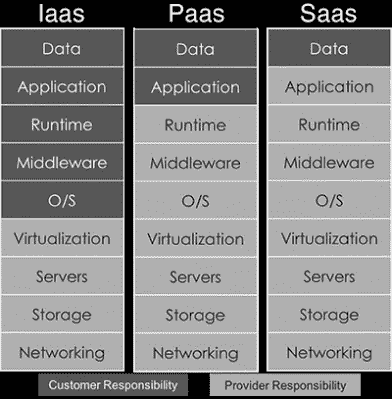 Iaas Paas Saas
Data Data Data
Application Application Application
Runtime Runtime Runtime
Middleware Middleware Middleware
O/S O/S O/S
Virtualization Virtualization Virtualization
Servers Servers Servers
Storage Storage Storage
Networking Networking Networking
Customer Responsibility Provider Responsibility